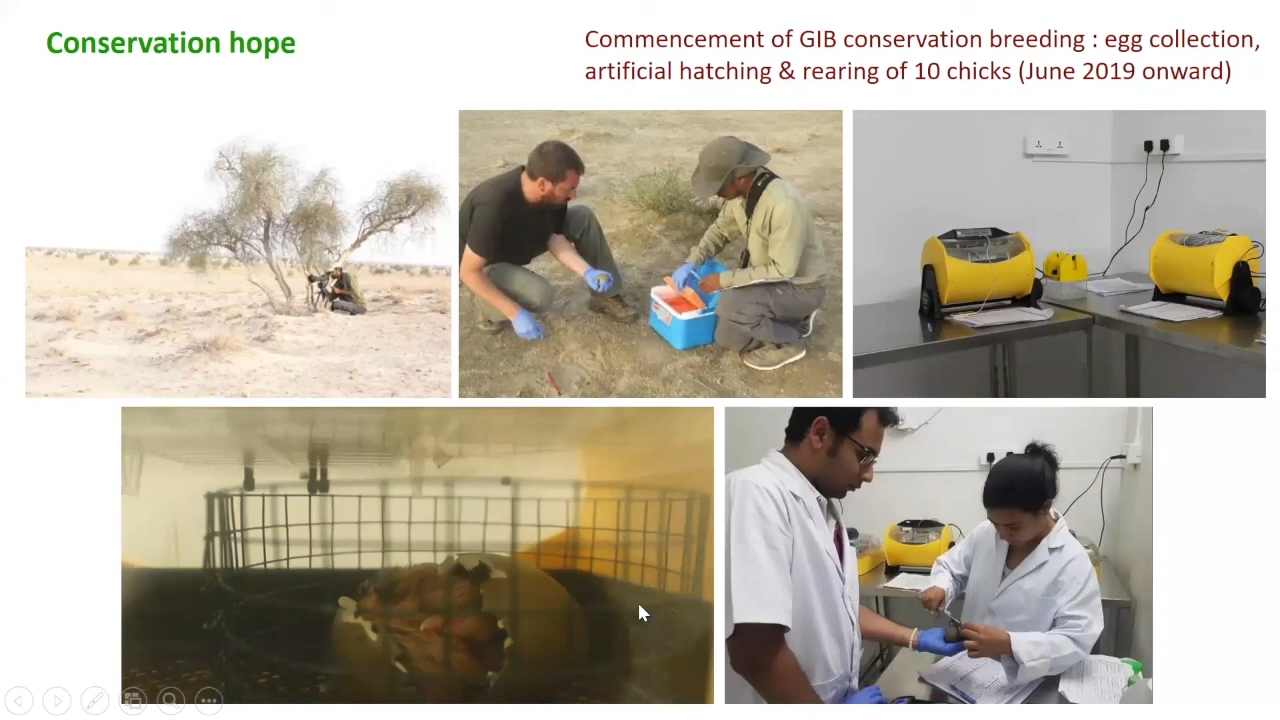 Conservation hope
Commencement of GIB conservation breeding : egg collection,
artificial hatching & rearing of 10 chicks (June 2019 onward)